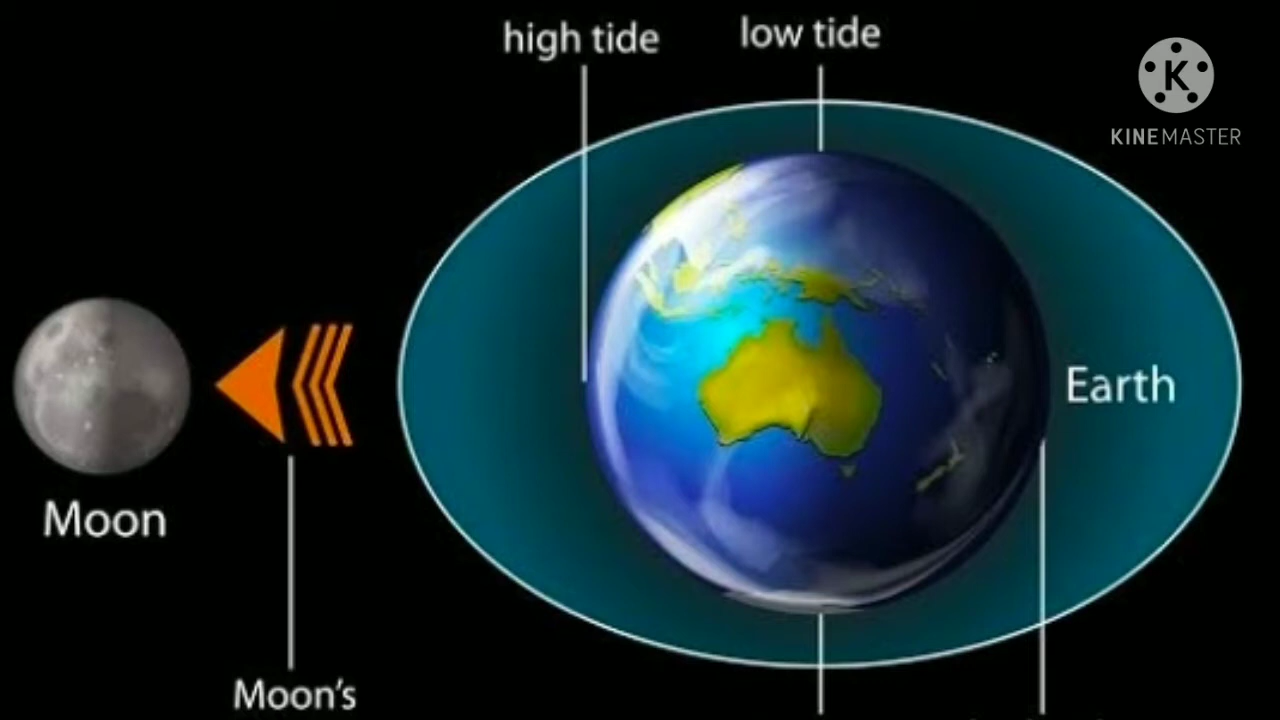 high tide
low tide
K
KINEMASTER
Earth
Moon
Moon's